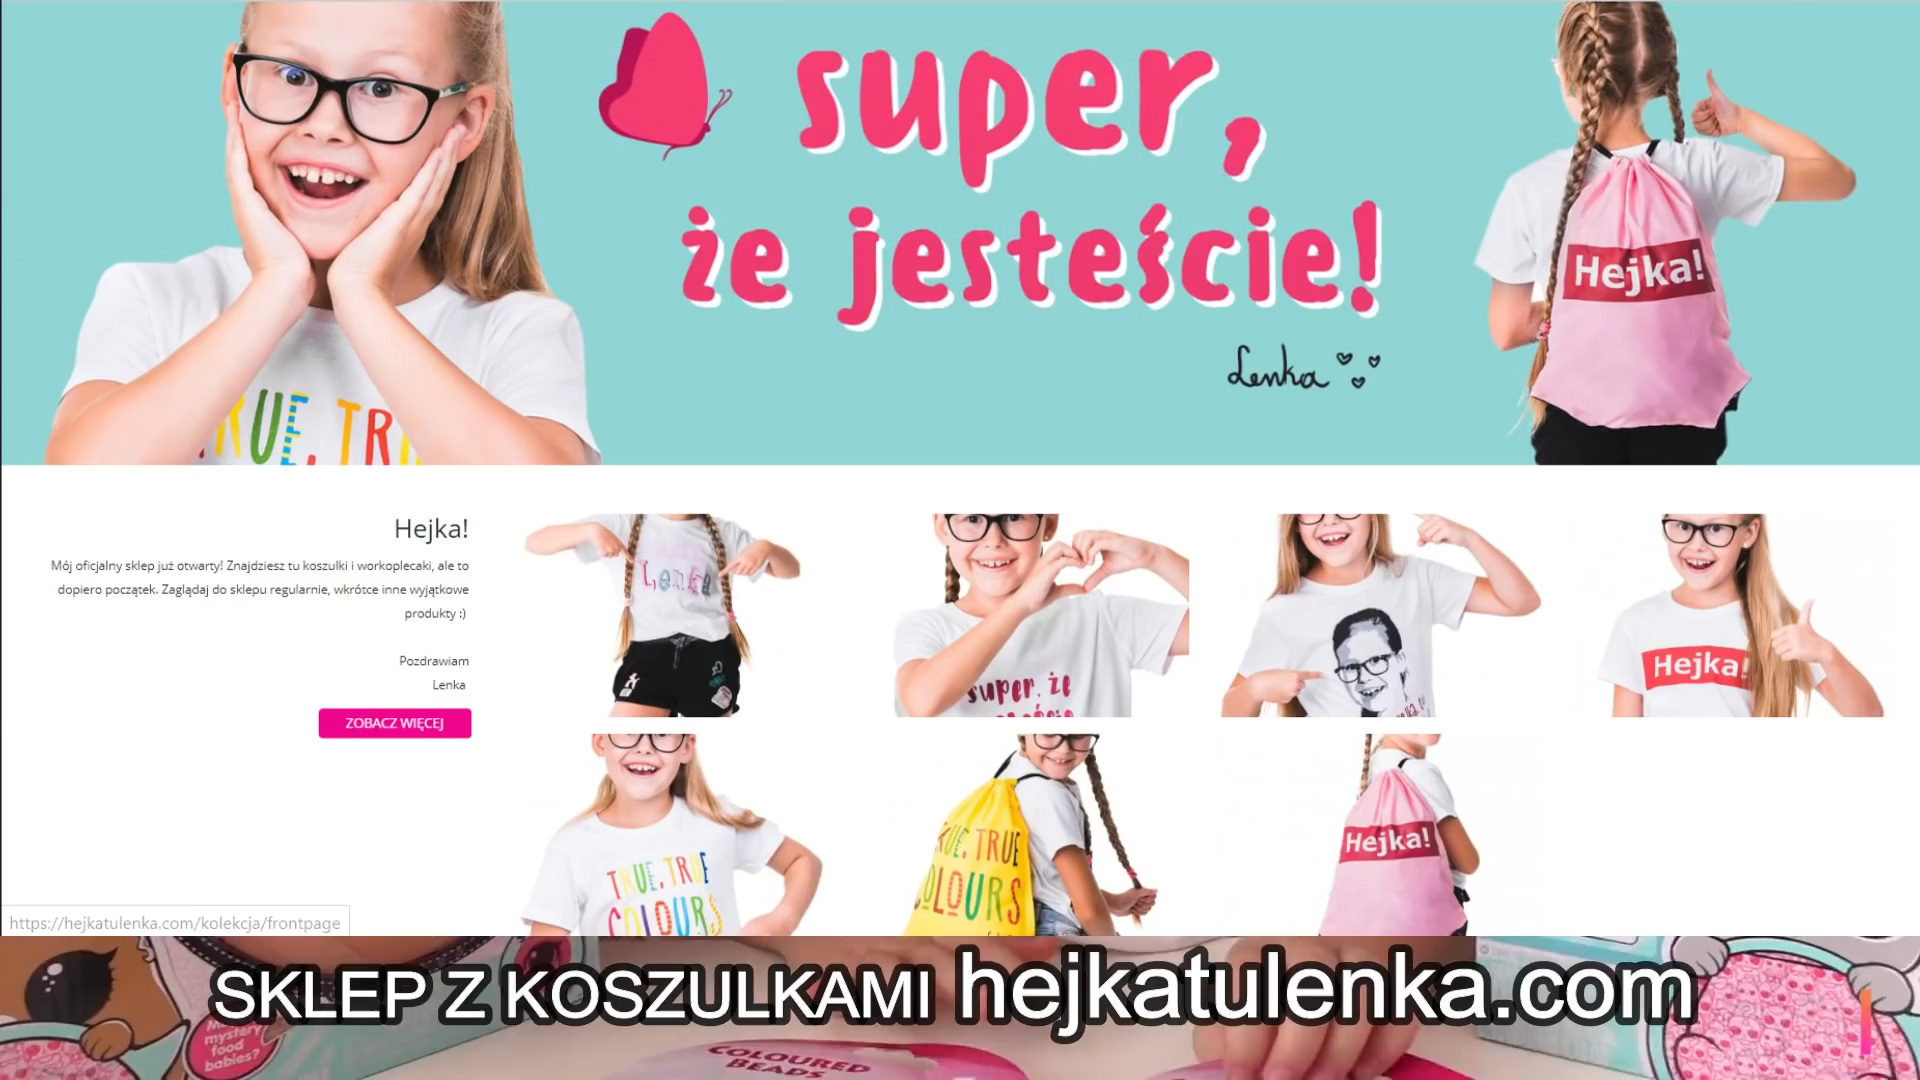 super,
że jesteście!
Lenka
Hejka!
TRUE, TRU
Hejka!
Mój oficjalny sklep już otwarty! Znajdziesz tu koszulki i workoplecaki, ale to
dopiero początek. Zaglądaj do sklepu regularnie, wkrótce inne wyjątkowe
produkty :)
Pozdrawiam
Lenka
ZOBACZ WIĘCEJ
Lenka
super, że
Hejka!
TRUE, TRUE
COLOURS
TRUE, TRUE
COLOURS
Hejka!
https://hejkatulenka.com/kolekcja/frontpage
SKLEP Z KOSZULKAMI hejkatulenka.com
mystery
food
babies?
COLOURED
BEADS